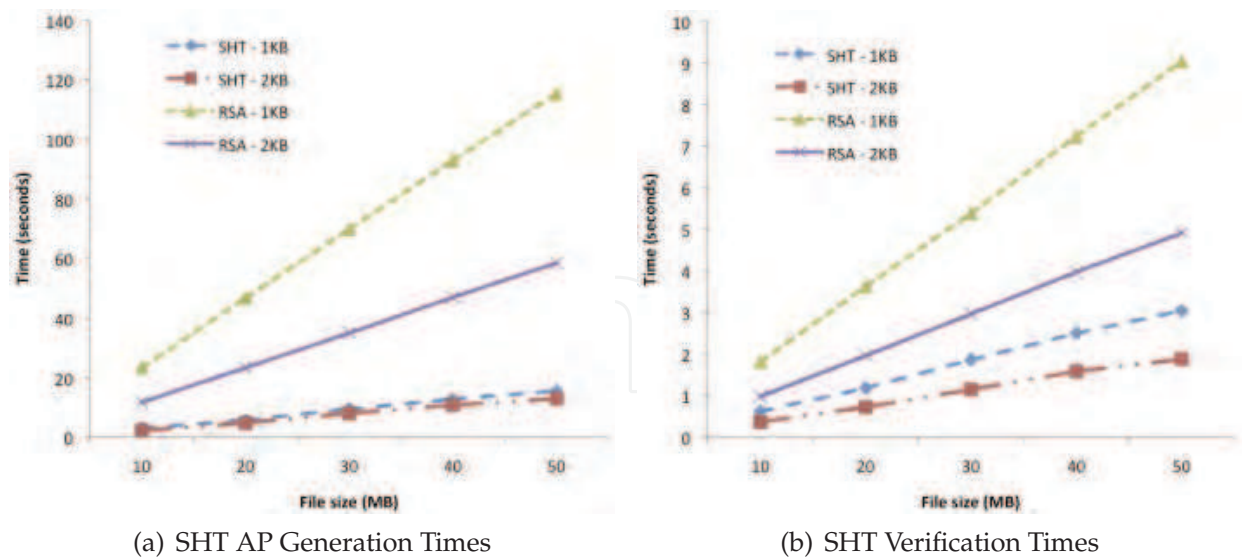 140
120
100
80
60
40
20
0
Time (seconds)
SHT - 1KB
SHT - 2KB
RSA - 1KB
RSA - 2KB
10 20 30 40 50
File size (MB)
(a) SHT AP Generation Times
10
9
8
7
6
5
4
3
2
1
0
Time (seconds)
SHT - 1KB
SHT - 2KB
RSA - 1KB
RSA - 2KB
10 20 30 40 50
File size (MB)
(b) SHT Verification Times